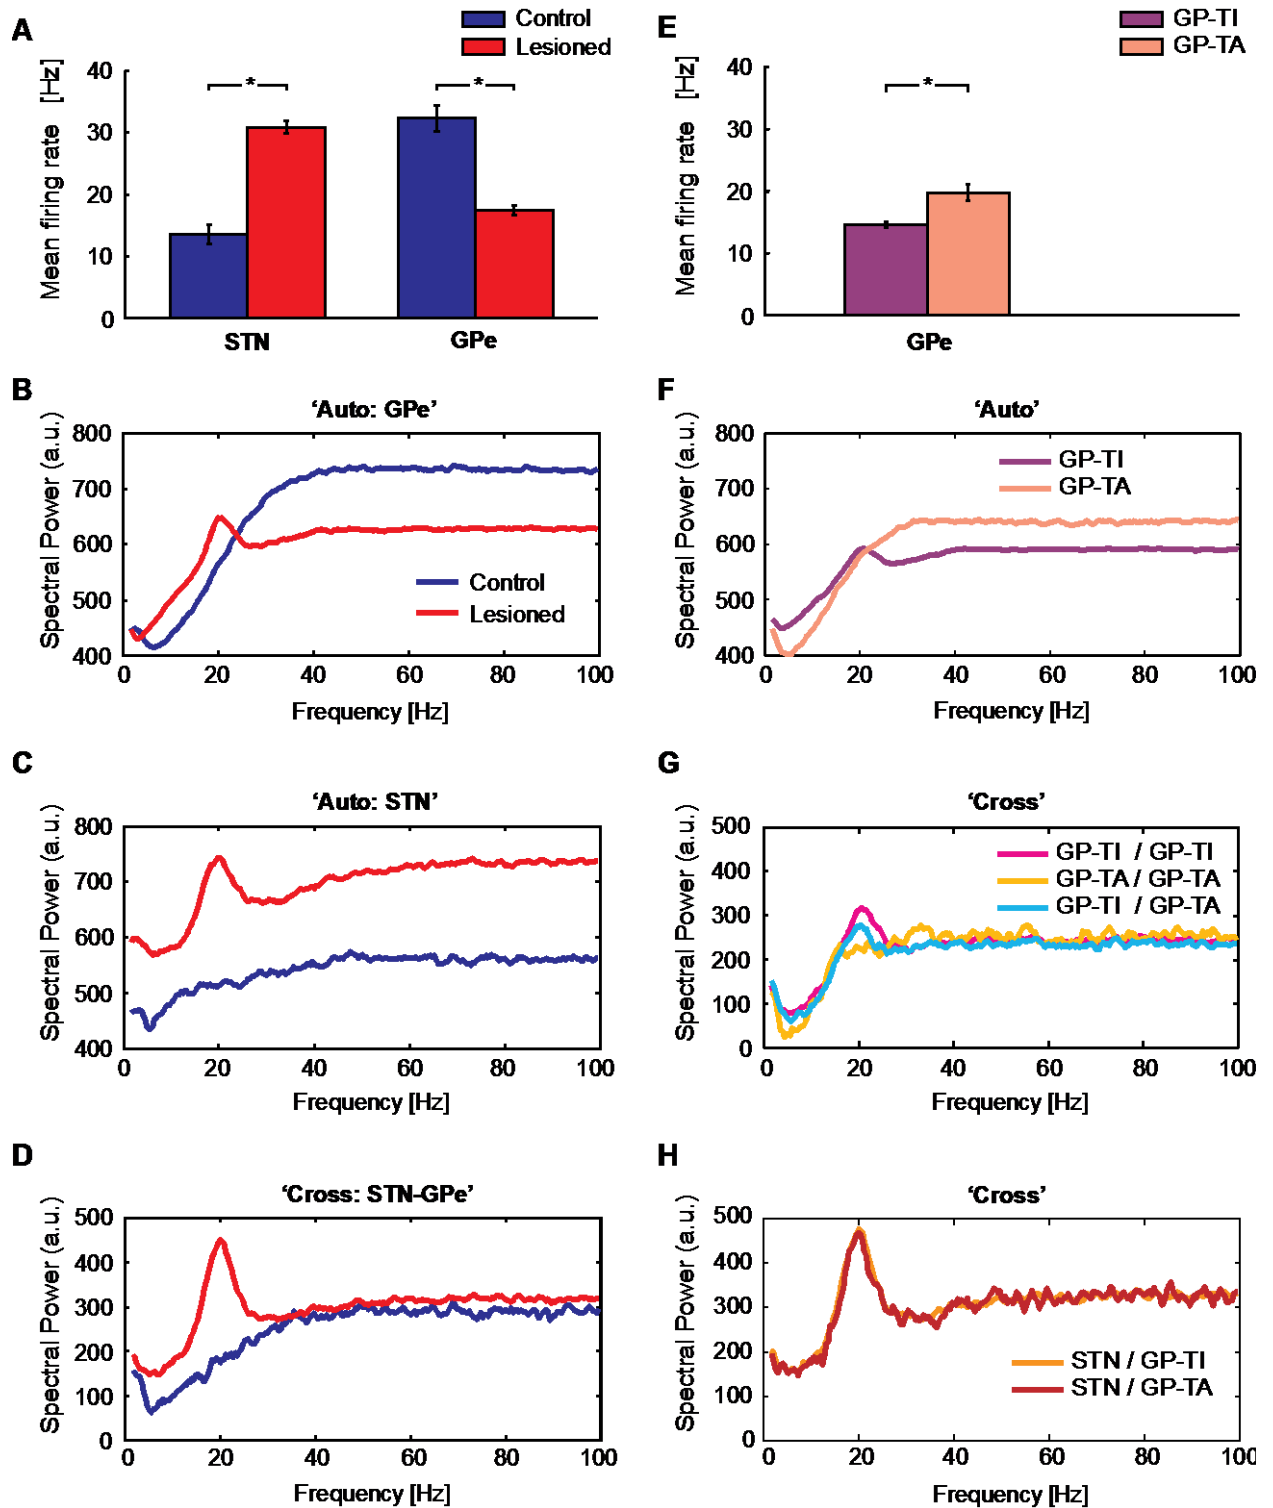 A
Control
Lesioned
Mean firing rate [Hz]
40
30
20
10
0
*
*
STN
GPe
E
GP-TI
GP-TA
Mean firing rate [Hz]
40
30
20
10
0
*
GPe
B
‘Auto: GPe’
Spectral Power (a.u.)
800
700
600
500
400
Control
Lesioned
0 20 40 60 80 100
Frequency [Hz]
F
‘Auto’
Spectral Power (a.u.)
800
700
600
500
400
GP-TI
GP-TA
0 20 40 60 80 100
Frequency [Hz]
C
‘Auto: STN’
Spectral Power (a.u.)
800
700
600
500
400
0 20 40 60 80 100
Frequency [Hz]
G
‘Cross’
Spectral Power (a.u.)
500
400
300
200
100
0
GP-TI / GP-TI
GP-TA / GP-TA
GP-TI / GP-TA
0 20 40 60 80 100
Frequency [Hz]
D
‘Cross: STN-GPe’
Spectral Power (a.u.)
500
400
300
200
100
0
0 20 40 60 80 100
Frequency [Hz]
H
‘Cross’
Spectral Power (a.u.)
500
400
300
200
100
0
STN / GP-TI
STN / GP-TA
0 20 40 60 80 100
Frequency [Hz]